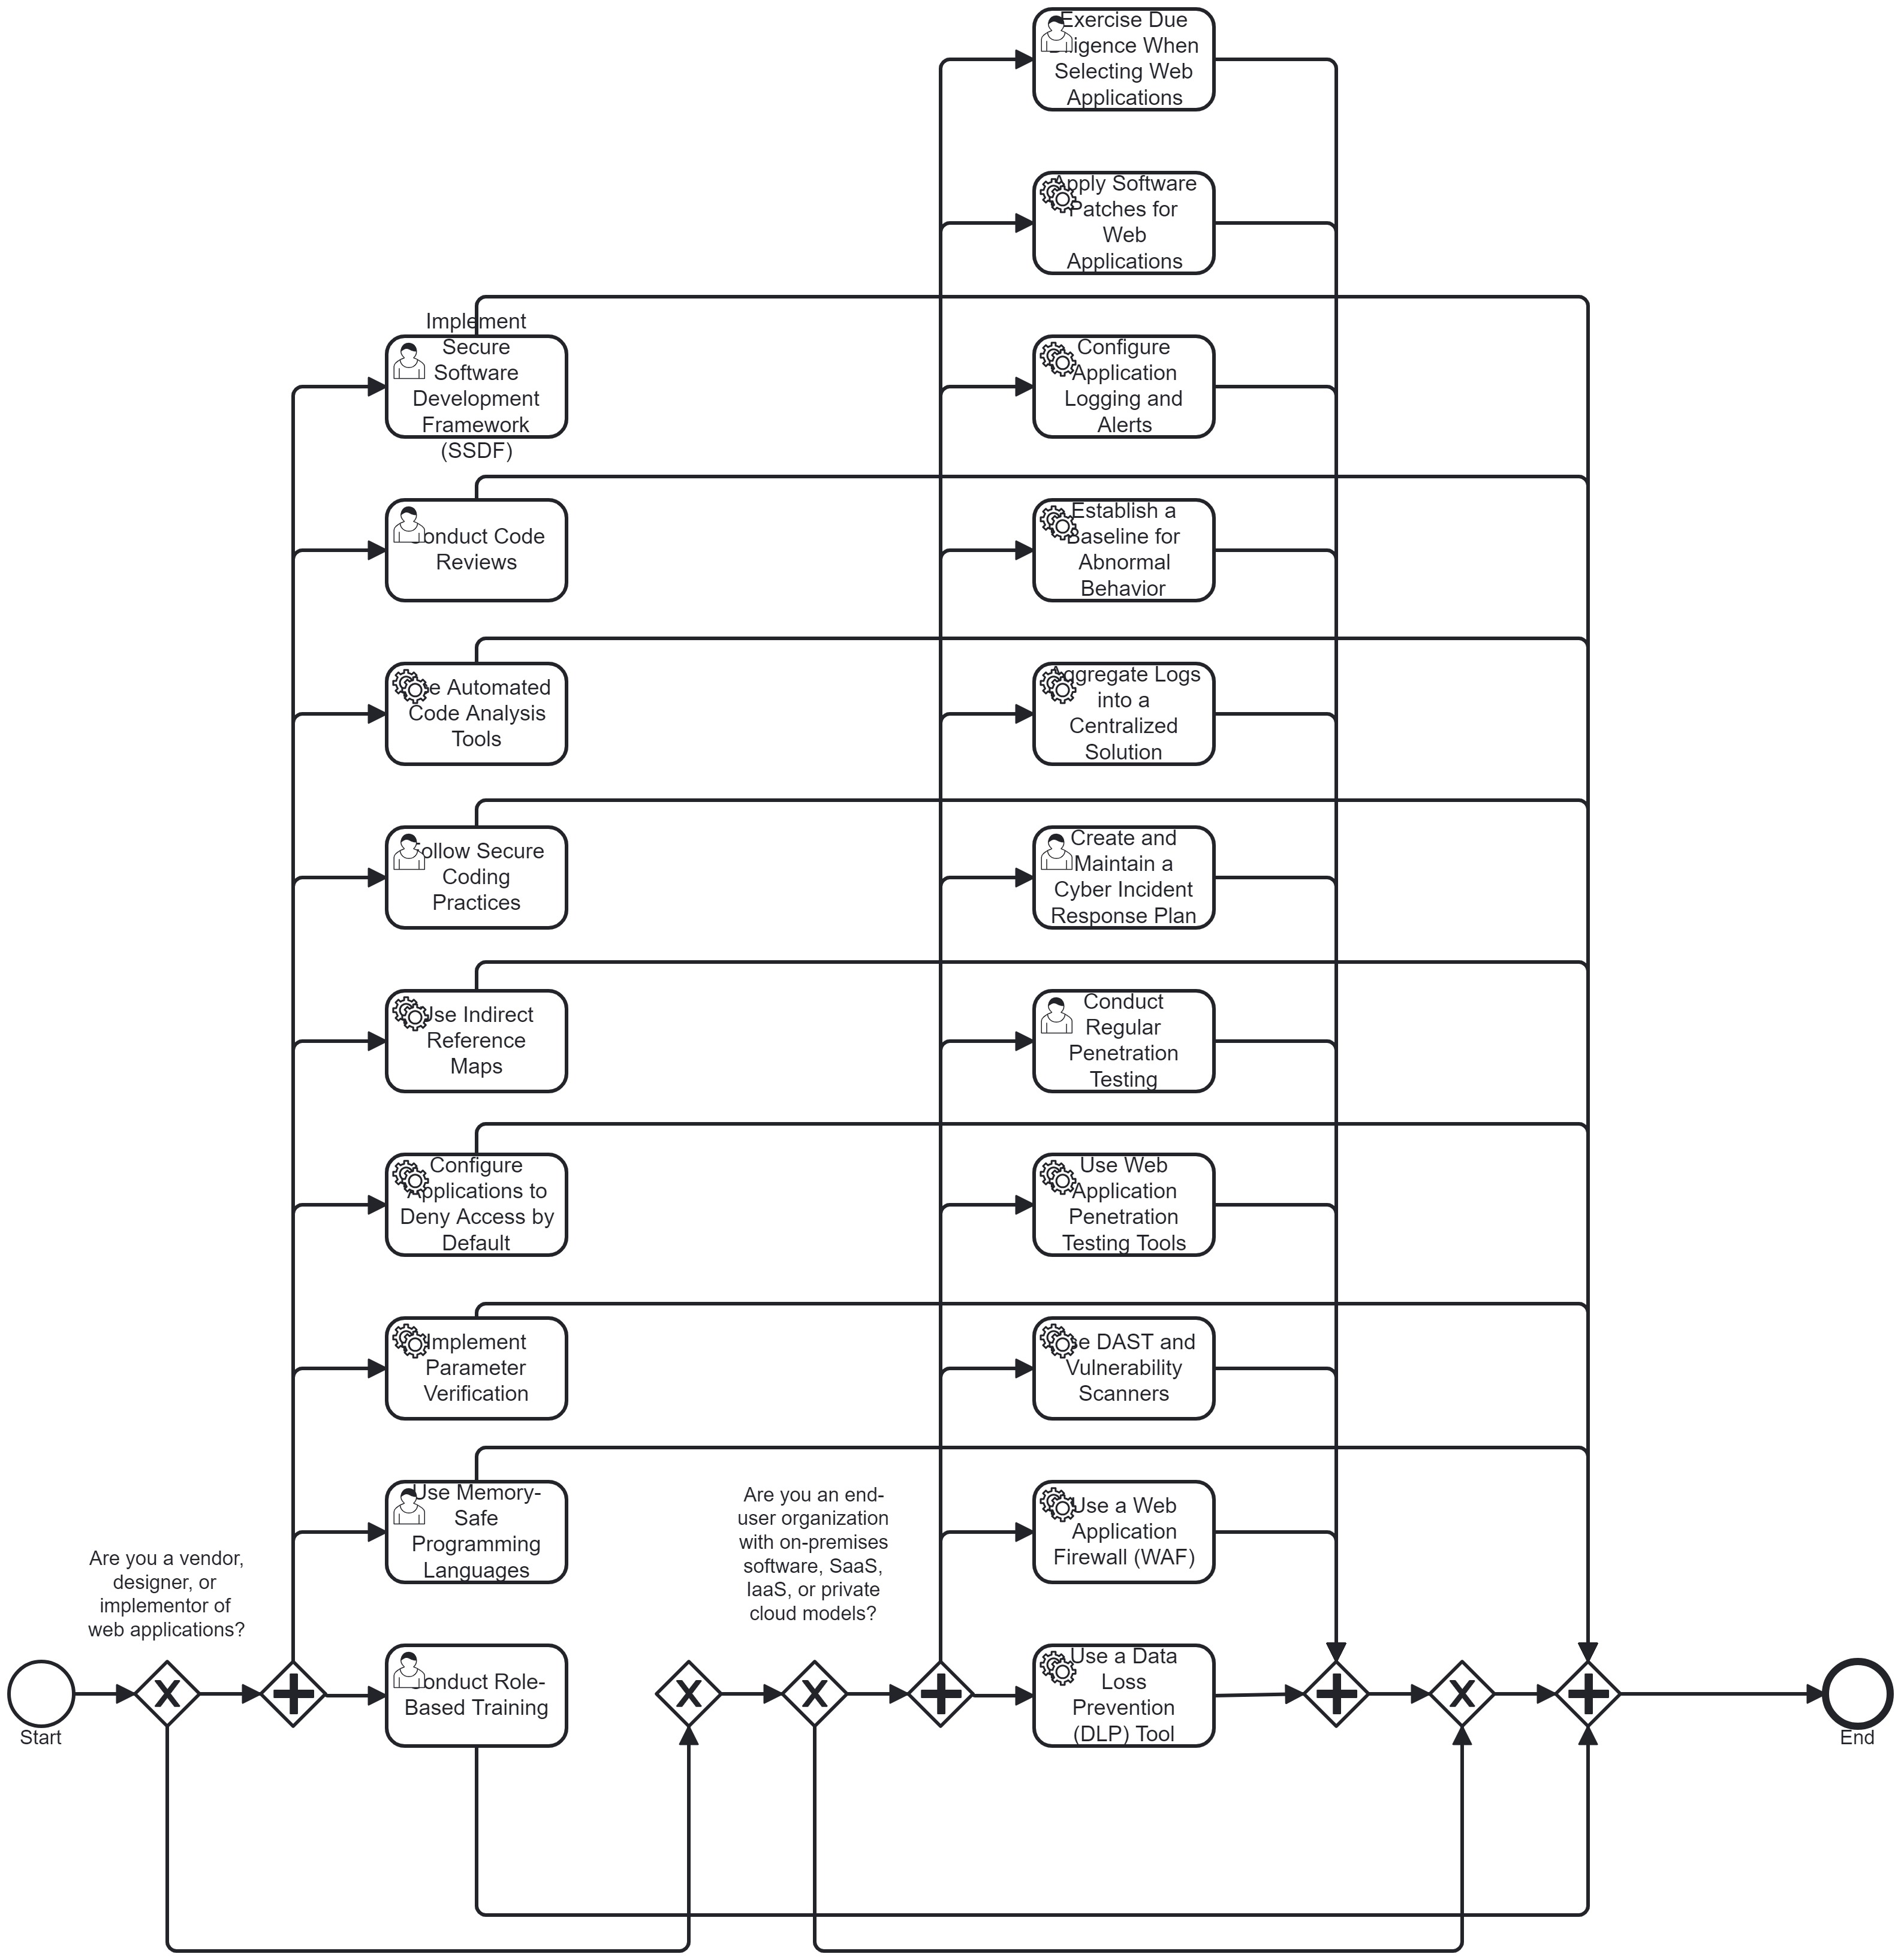 Start
Are you a vendor,
designer, or
implementor of
web applications?
Implement
Secure
Software
Development
Framework
(SSDF)
Conduct Code
Reviews
Use Automated
Code Analysis
Tools
Follow Secure
Coding
Practices
Use Indirect
Reference
Maps
Configure
Applications to
Deny Access by
Default
Implement
Parameter
Verification
Use Memory-
Safe
Programming
Languages
Conduct Role-
Based Training
Are you an end-
user organization
with on-premises
software, SaaS,
IaaS, or private
cloud models?
Exercise Due
Diligence When
Selecting Web
Applications
Apply Software
Patches for
Web
Applications
Configure
Application
Logging and
Alerts
Establish a
Baseline for
Abnormal
Behavior
Aggregate Logs
into a
Centralized
Solution
Create and
Maintain a
Cyber Incident
Response Plan
Conduct
Regular
Penetration
Testing
Use Web
Application
Penetration
Testing Tools
Use DAST and
Vulnerability
Scanners
Use a Web
Application
Firewall (WAF)
Use a Data
Loss
Prevention
(DLP) Tool
End